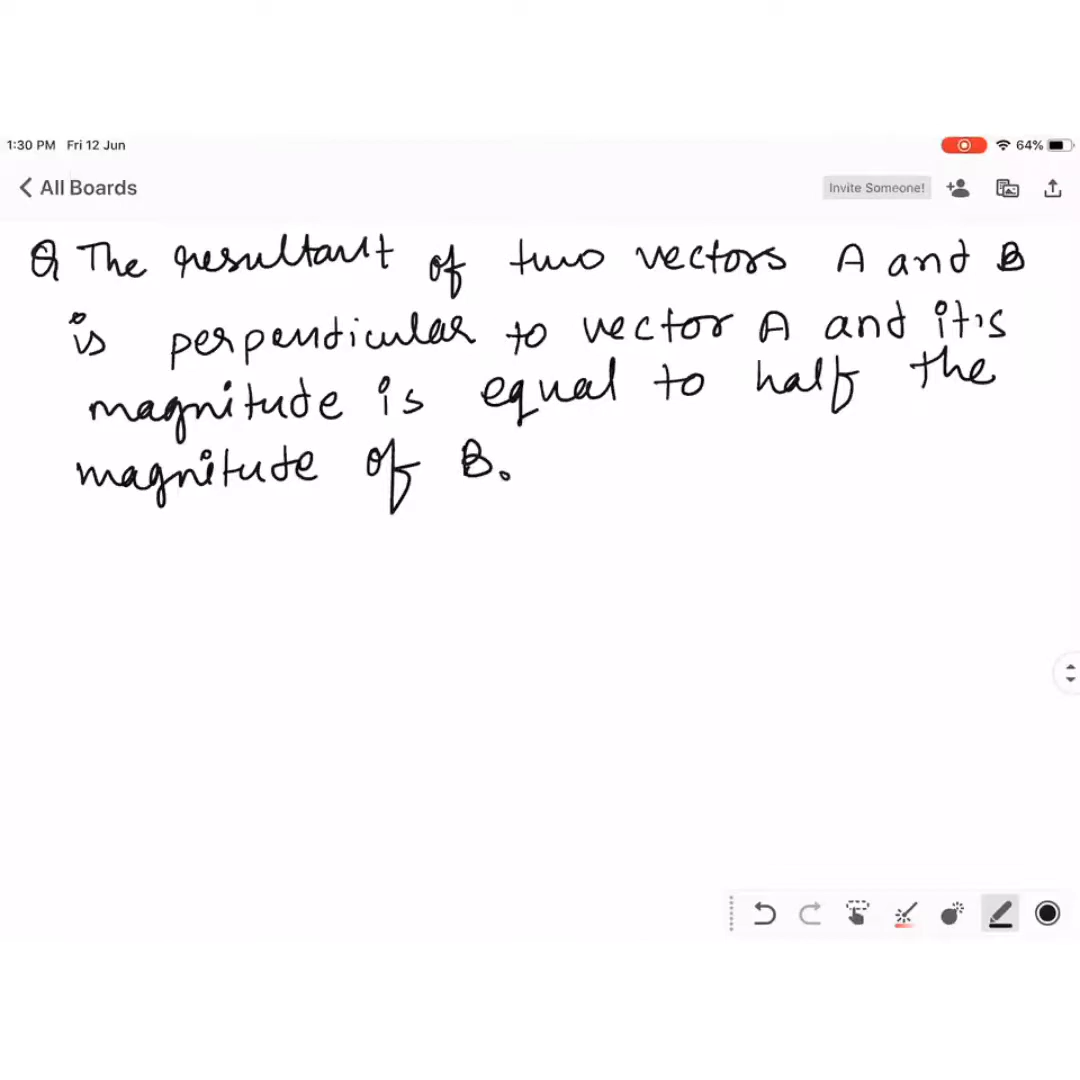 1:30 PM Fri 12 Jun 64%
All Boards Invite Someone!
Q The resultant of two vectors A and B
is perpendicular to vector A and it's
magnitude is equal to half the
magnitude of B.